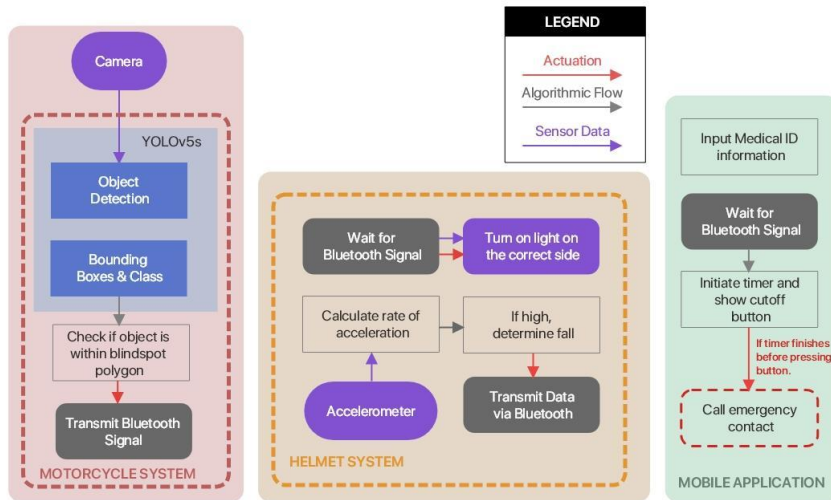 Camera
YOLOv5s
Object
Detection
Bounding
Boxes & Class
Check if object is
within blindspot
polygon
Transmit Bluetooth
Signal
MOTORCYCLE SYSTEM
LEGEND
Actuation
Algorithmic Flow
Sensor Data
Wait for
Bluetooth Signal
Turn on light on
the correct side
Calculate rate of
acceleration
If high,
determine fall
Accelerometer
Transmit Data
via Bluetooth
HELMET SYSTEM
Input Medical ID
information
Wait for
Bluetooth Signal
Initiate timer and
show cutoff
button
If timer finishes
before pressing
button.
Call emergency
contact
MOBILE APPLICATION